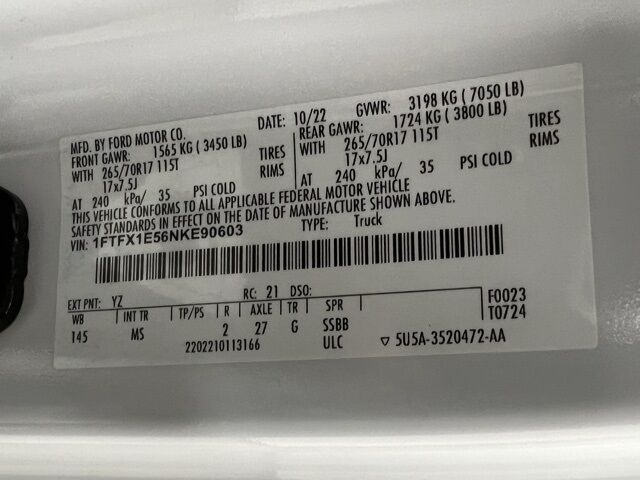 MFD. BY FORD MOTOR CO.
DATE: 10/22 GVWR: 3198 KG ( 7050 LB)
FRONT GAWR: 1565 KG ( 3450 LB) REAR GAWR: 1724 KG ( 3800 LB)
WITH 265/70R17 115T TIRES WITH 265/70R17 115T TIRES
17x7.5J RIMS 17x7.5J RIMS
AT 240 kPa/ 35 PSI COLD AT 240 kPa/ 35 PSI COLD
THIS VEHICLE CONFORMS TO ALL APPLICABLE FEDERAL MOTOR VEHICLE
SAFETY STANDARDS IN EFFECT ON THE DATE OF MANUFACTURE SHOWN ABOVE.
VIN: 1FTFX1E56NKE90603 TYPE: Truck
EXT PNT: YZ RC: 21 DSO: F0023
WB INT TR TP/PS R AXLE TR SPR T0724
145 MS 2 27 G SSBB
2202210113166 ULC ▽ 5U5A-3520472-AA